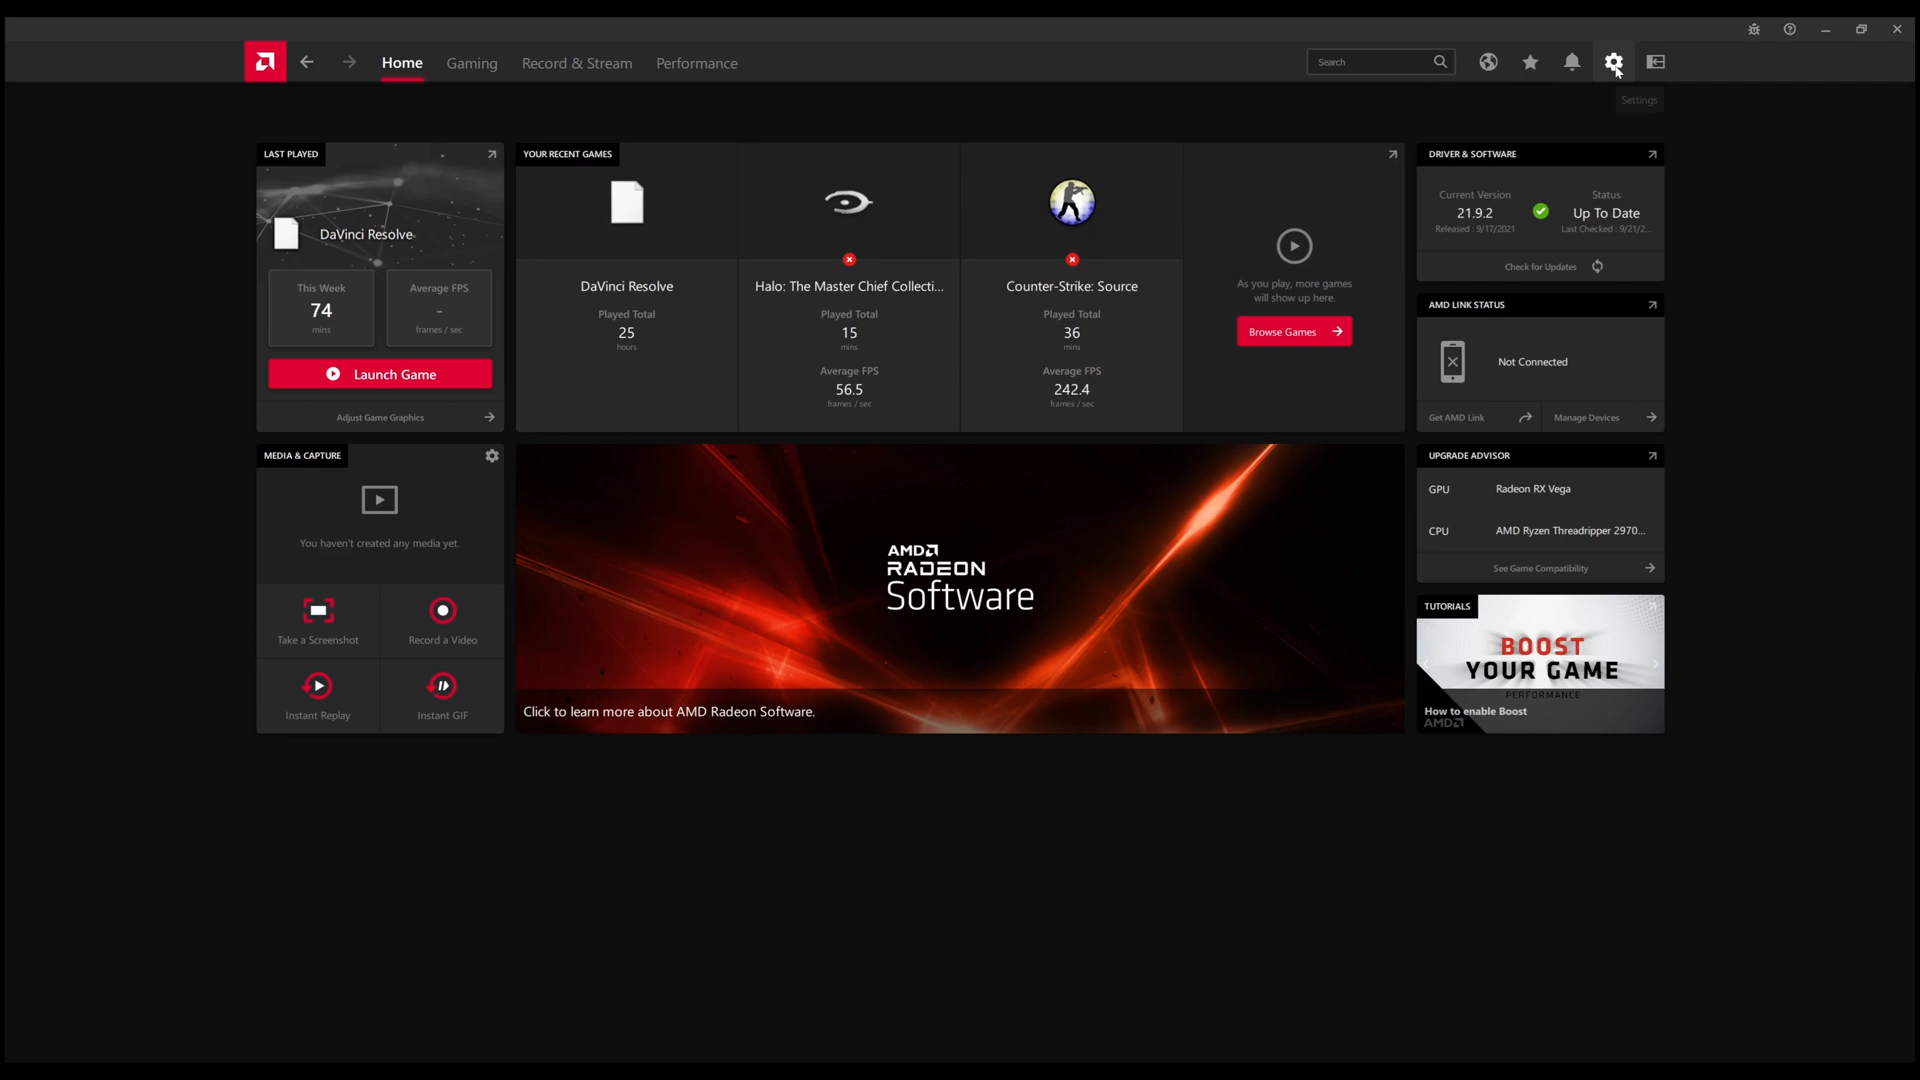 Home
Gaming
Record & Stream
Performance
Search
Settings
LAST PLAYED
DaVinci Resolve
This Week
74
mins
Average FPS
-
frames / sec
Launch Game
Adjust Game Graphics
YOUR RECENT GAMES
DaVinci Resolve
Played Total
25
hours
Halo: The Master Chief Collecti...
Played Total
15
mins
Average FPS
56.5
frames / sec
Counter-Strike: Source
Played Total
36
mins
Average FPS
242.4
frames / sec
As you play, more games
will show up here.
Browse Games
DRIVER & SOFTWARE
Current Version
21.9.2
Released : 9/17/2021
Status
Up To Date
Last Checked : 9/21/2...
Check for Updates
AMD LINK STATUS
Not Connected
Get AMD Link
Manage Devices
MEDIA & CAPTURE
You haven't created any media yet.
Take a Screenshot
Record a Video
Instant Replay
Instant GIF
AMD
RADEON
Software
Click to learn more about AMD Radeon Software.
UPGRADE ADVISOR
GPU
Radeon RX Vega
CPU
AMD Ryzen Threadripper 2970...
See Game Compatibility
TUTORIALS
BOOST
YOUR GAME
PERFORMANCE
How to enable Boost
AMD